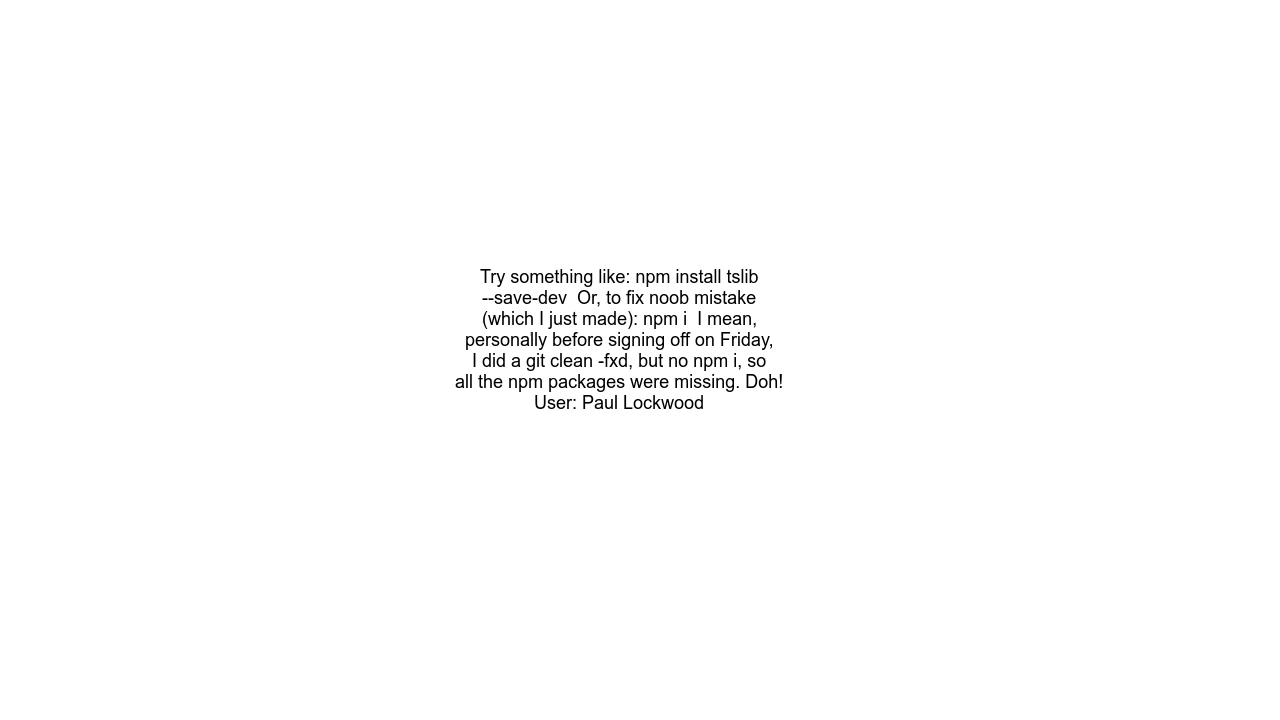 Try something like: npm install tslib
--save-dev  Or, to fix noob mistake
(which I just made): npm i  I mean,
personally before signing off on Friday,
I did a git clean -fxd, but no npm i, so
all the npm packages were missing. Doh!
User: Paul Lockwood